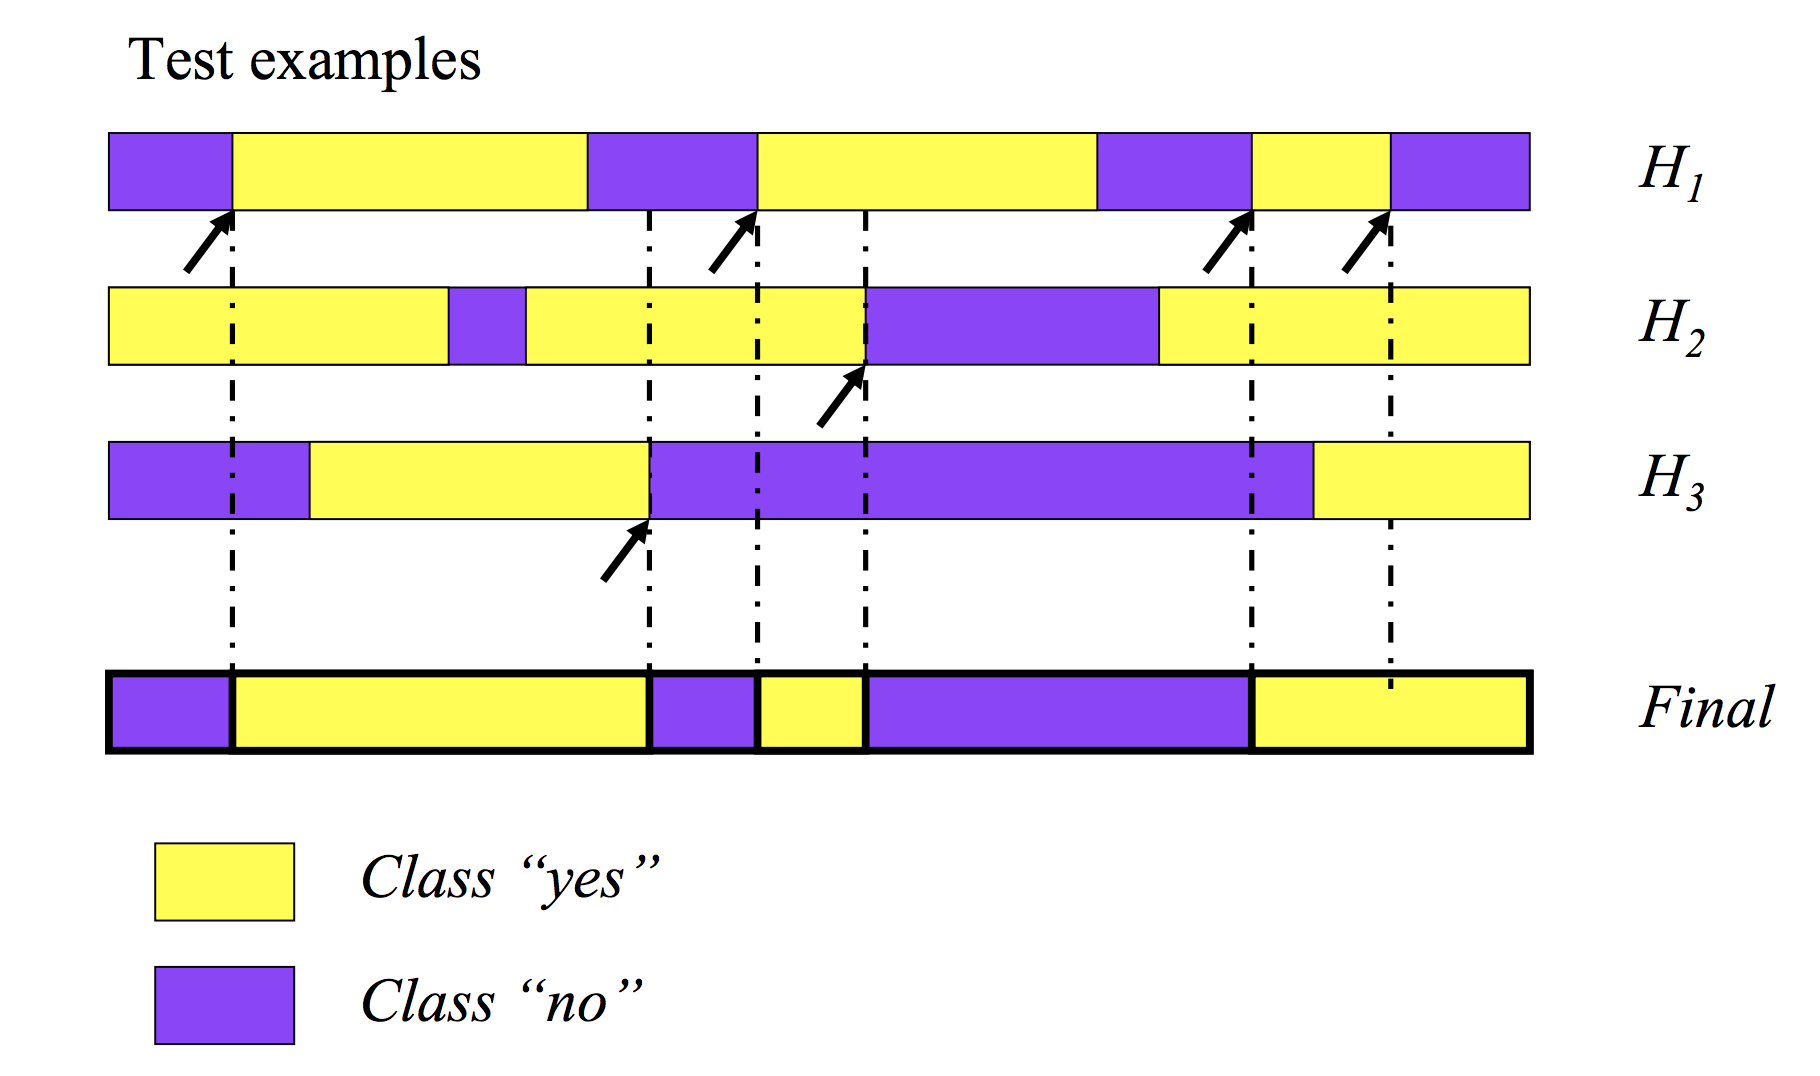 Test examples
H1
H2
H3
Final
Class “yes”
Class “no”